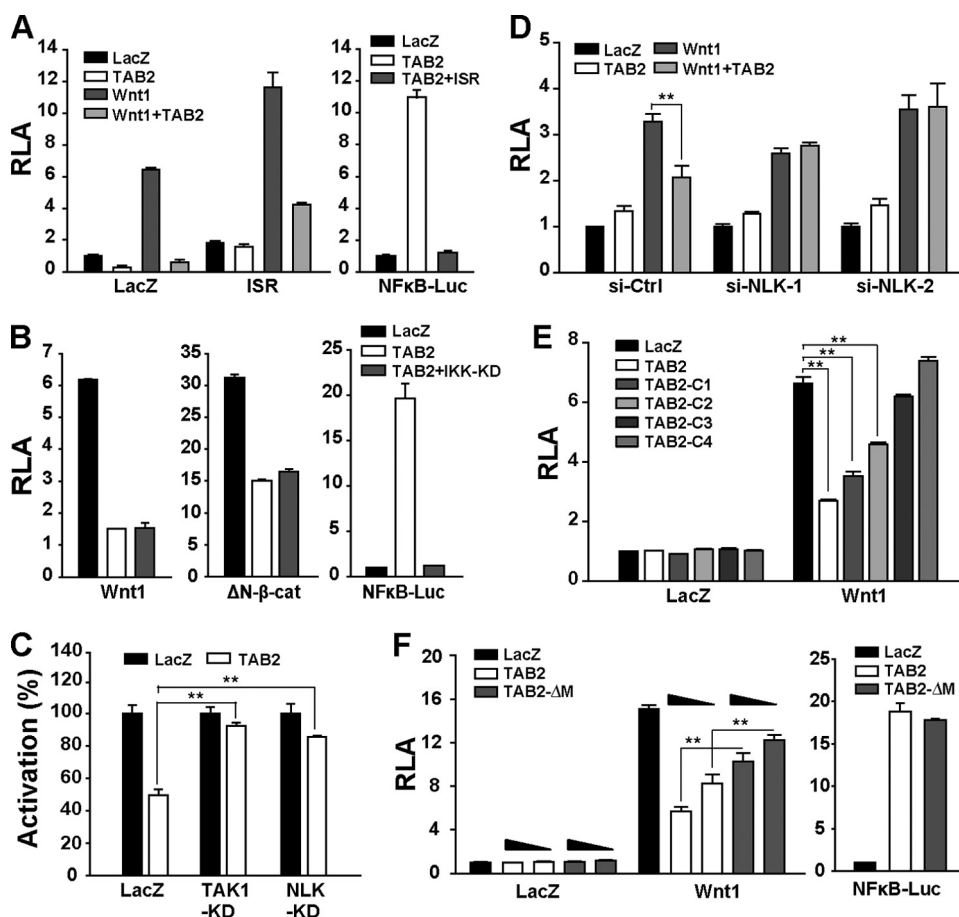 A
RLA
14
12
10
8
6
4
2
0
LacZ
TAB2
Wnt1
Wnt1+TAB2
LacZ
ISR
14
12
10
8
6
4
2
0
LacZ
TAB2
TAB2+ISR
NFκB-Luc
D
RLA
5
4
3
2
1
0
LacZ
TAB2
Wnt1
Wnt1+TAB2
**
si-Ctrl
si-NLK-1
si-NLK-2
B
RLA
7
6
5
4
3
2
1
0
Wnt1
35
30
25
20
15
10
5
0
ΔN-β-cat
LacZ
TAB2
TAB2+IKK-KD
25
20
15
10
5
0
NFκB-Luc
E
RLA
8
6
4
2
0
LacZ
TAB2
TAB2-C1
TAB2-C2
TAB2-C3
TAB2-C4
**
**
**
LacZ
Wnt1
C
Activation (%)
140
120
100
80
60
40
20
0
LacZ
TAB2
**
**
LacZ
TAK1
-KD
NLK
-KD
F
RLA
20
16
12
8
4
0
LacZ
TAB2
TAB2-ΔM
**
**
LacZ
Wnt1
25
20
15
10
5
0
LacZ
TAB2
TAB2-ΔM
NFκB-Luc